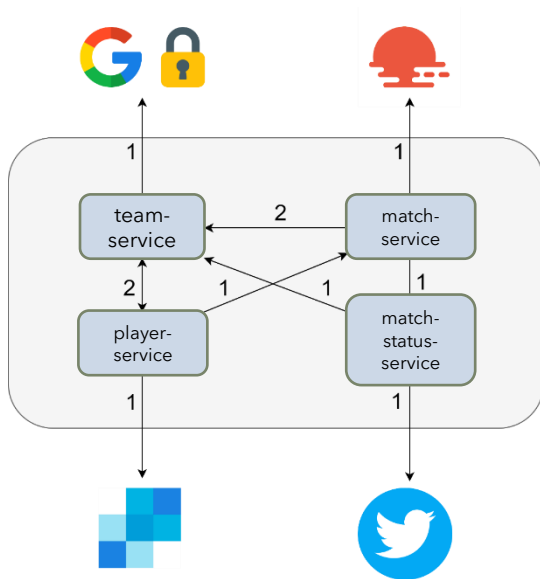 1
1
team-
service
2
match-
service
2
1
1
1
player-
service
match-
status-
service
1
1